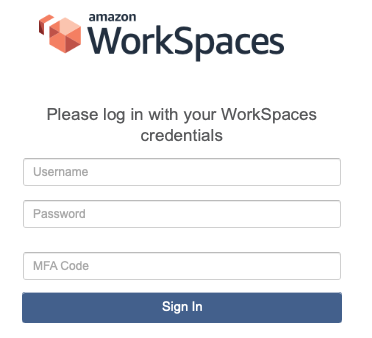 amazon
WorkSpaces
Please log in with your WorkSpaces
credentials
Username
Password
MFA Code
Sign In